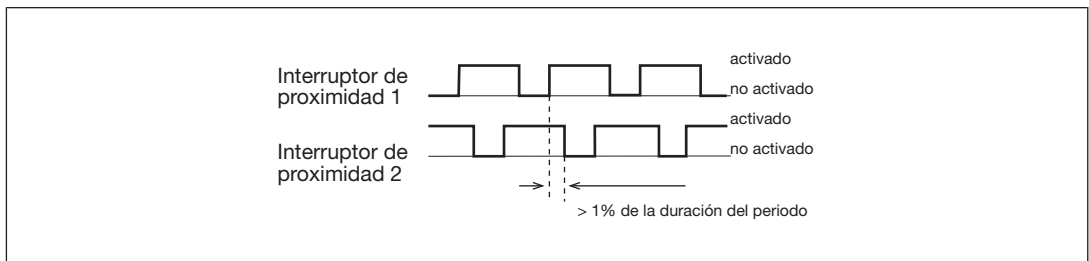 Interruptor de
proximidad 1
activado
no activado
Interruptor de
proximidad 2
activado
no activado
> 1% de la duración del periodo